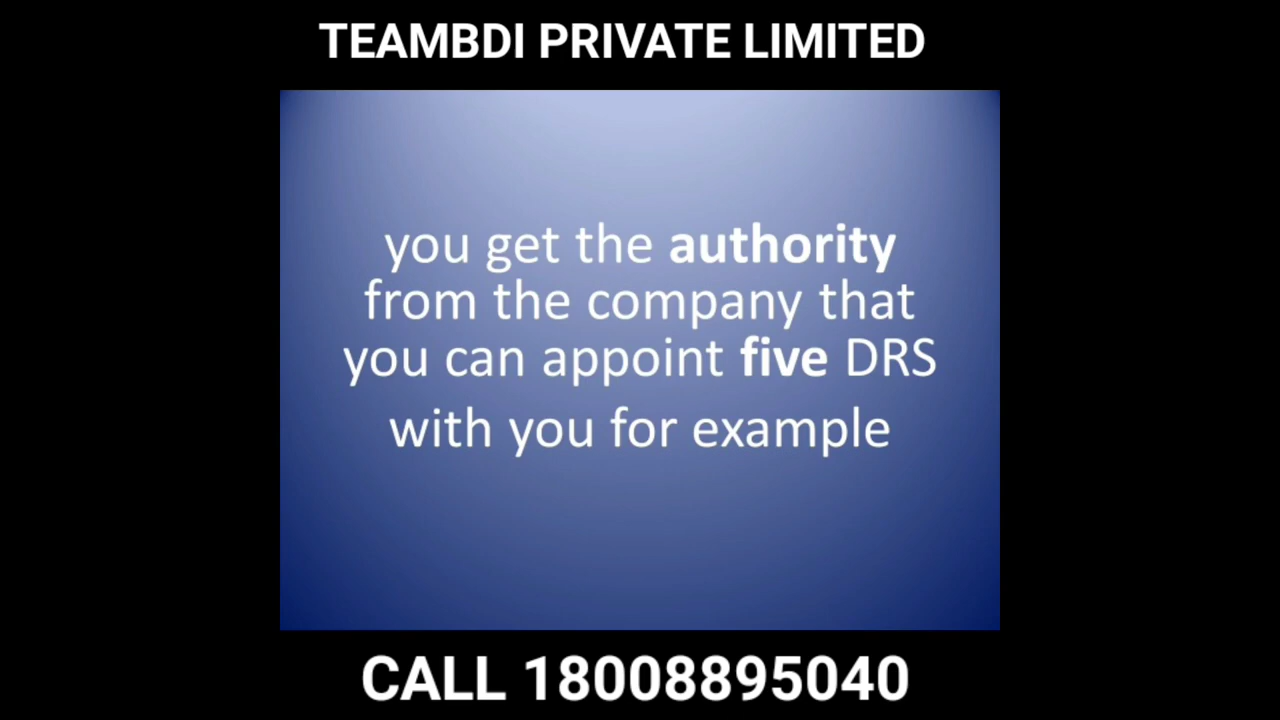 TEAMBDI PRIVATE LIMITED
you get the authority
from the company that
you can appoint five DRS
with you for example
CALL 18008895040